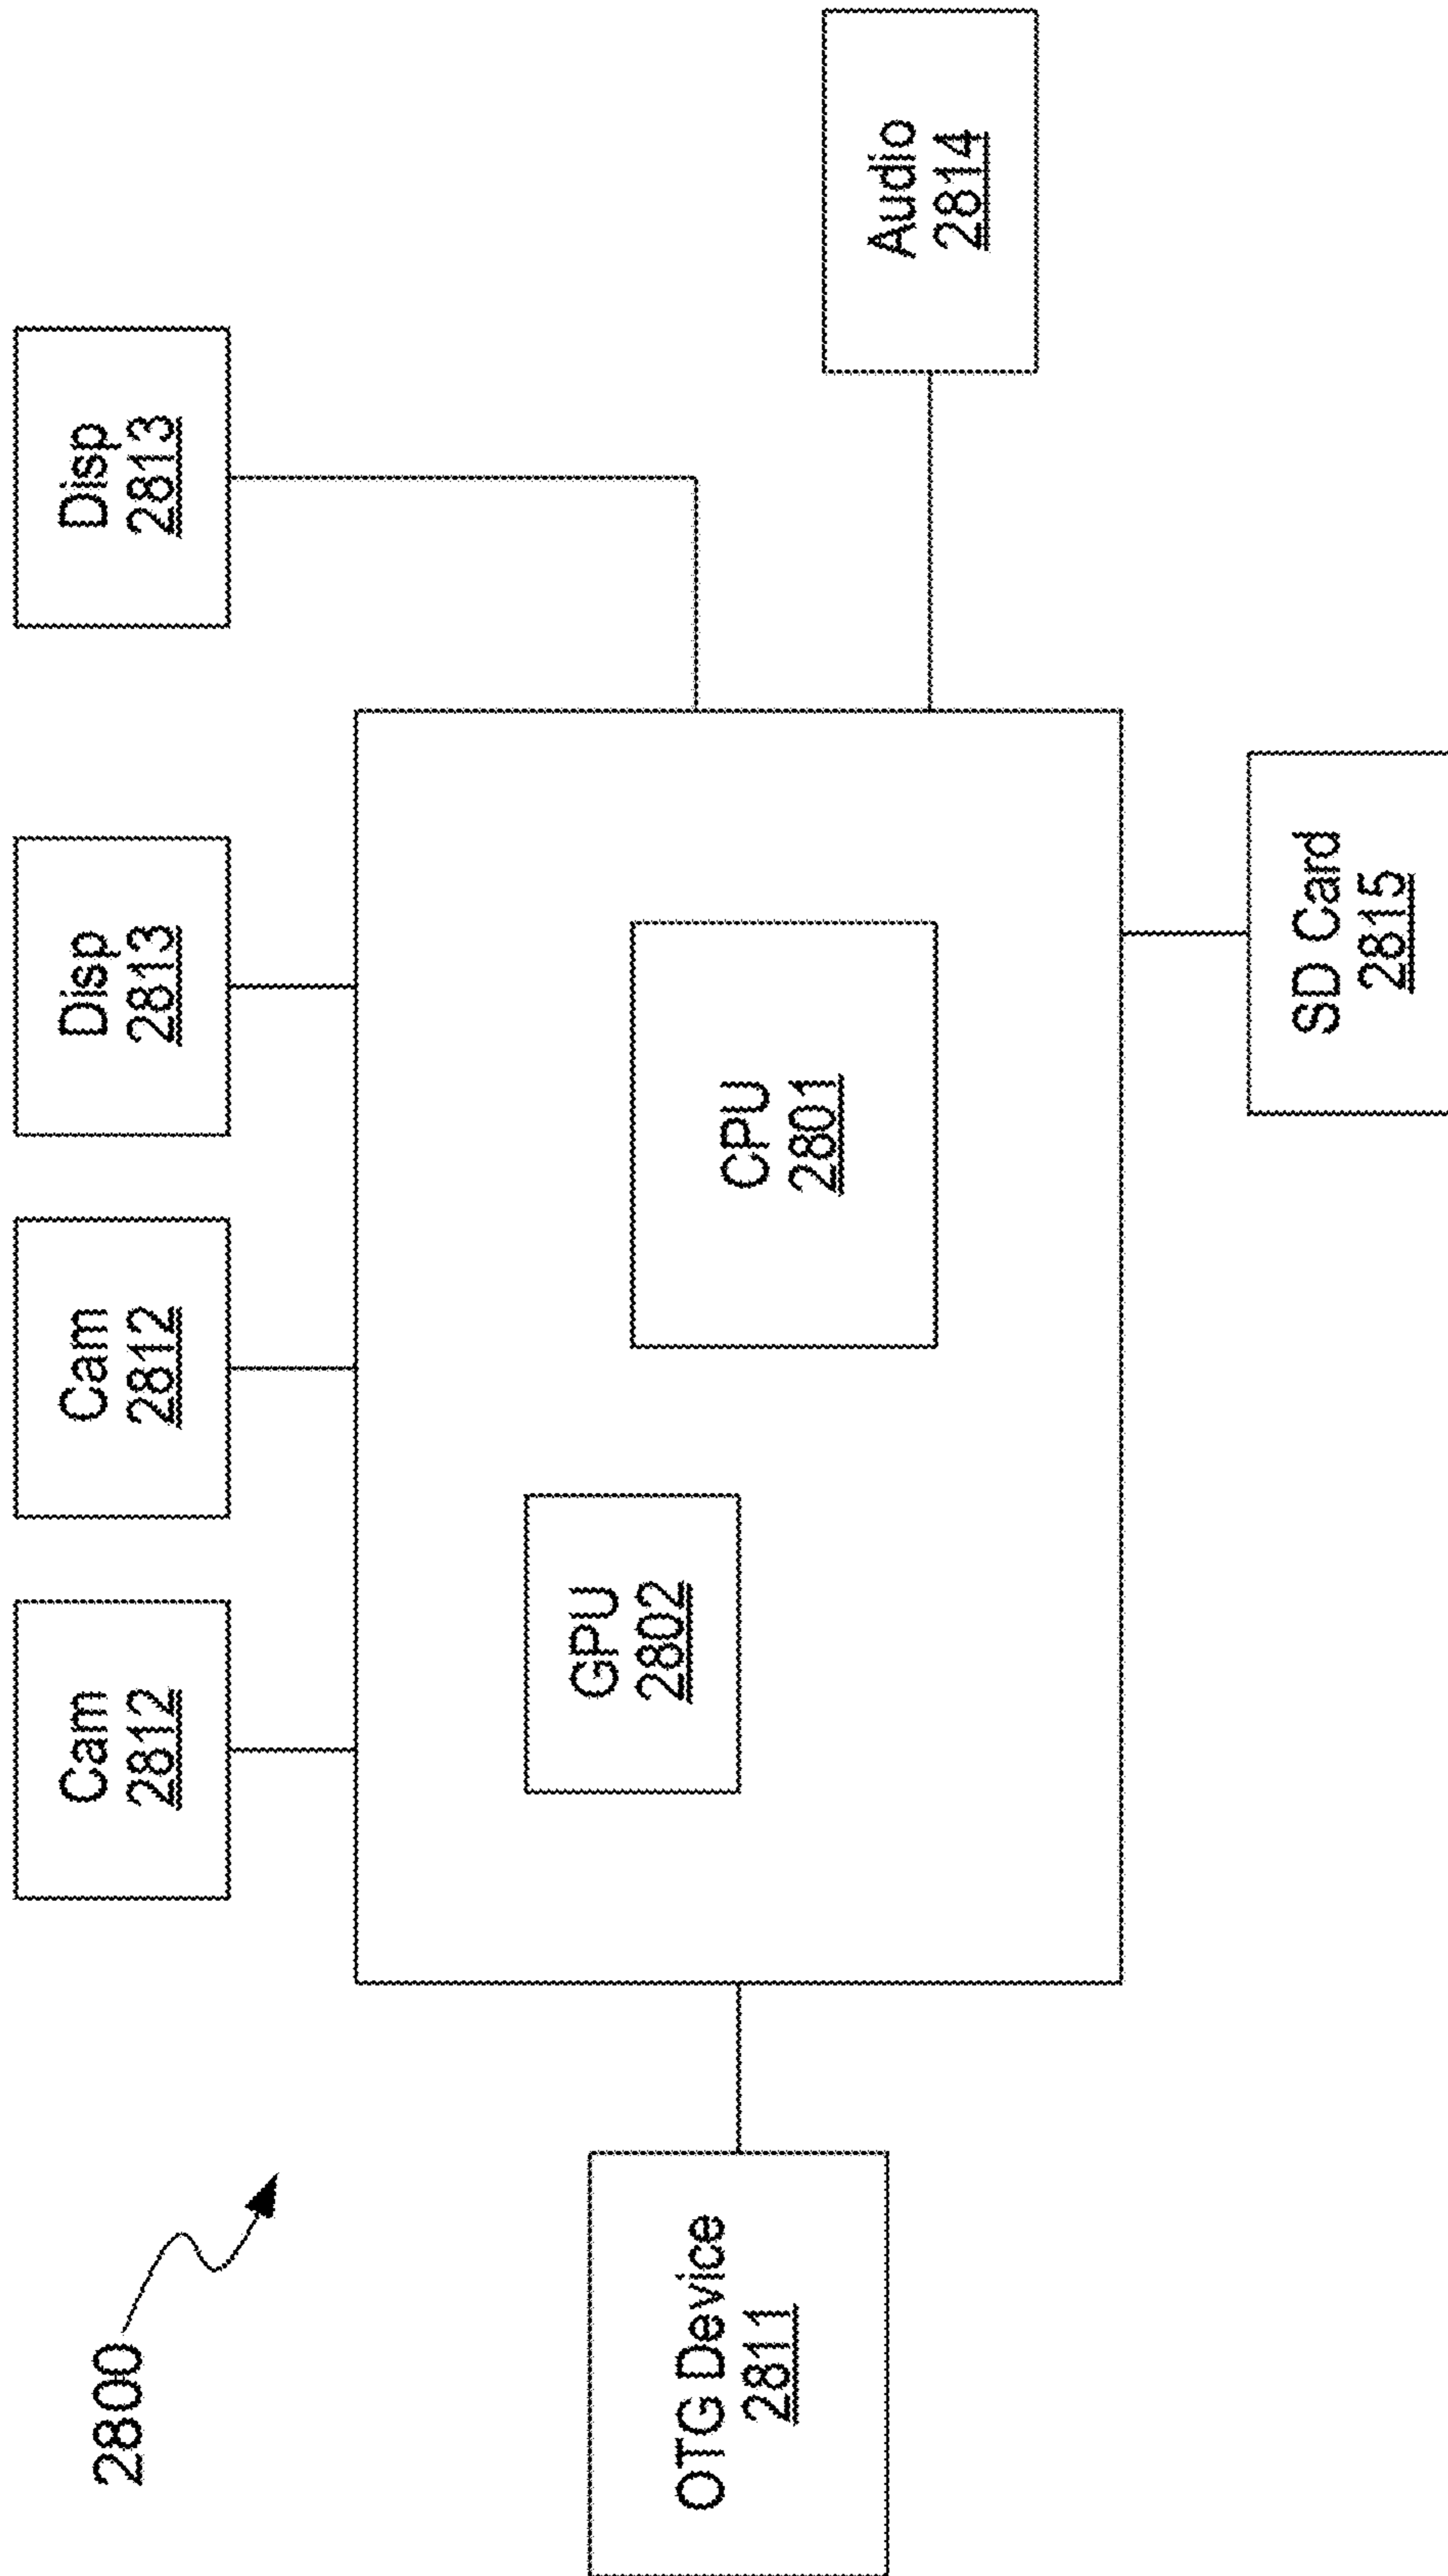 2800
Cam
2812
Cam
2812
Disp
2813
Disp
2813
OTG Device
2811
GPU
2802
CPU
2801
Audio
2814
SD Card
2815